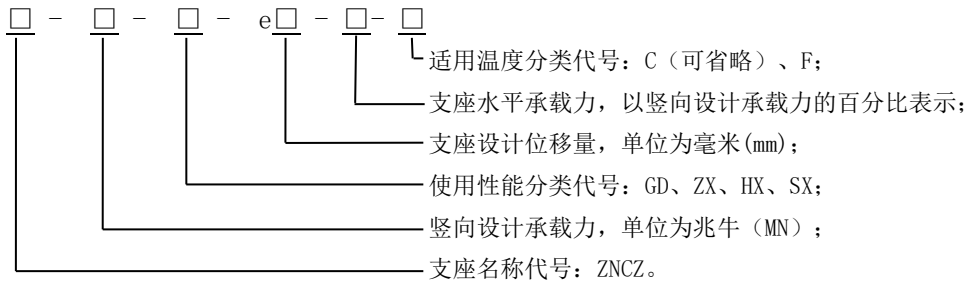 □ - □ - □ - e□ - □ - □
适用温度分类代号：C（可省略）、F；
支座水平承载力，以竖向设计承载力的百分比表示；
支座设计位移量，单位为毫米(mm)；
使用性能分类代号：GD、ZX、HX、SX；
竖向设计承载力，单位为兆牛（MN）；
支座名称代号：ZNCZ。